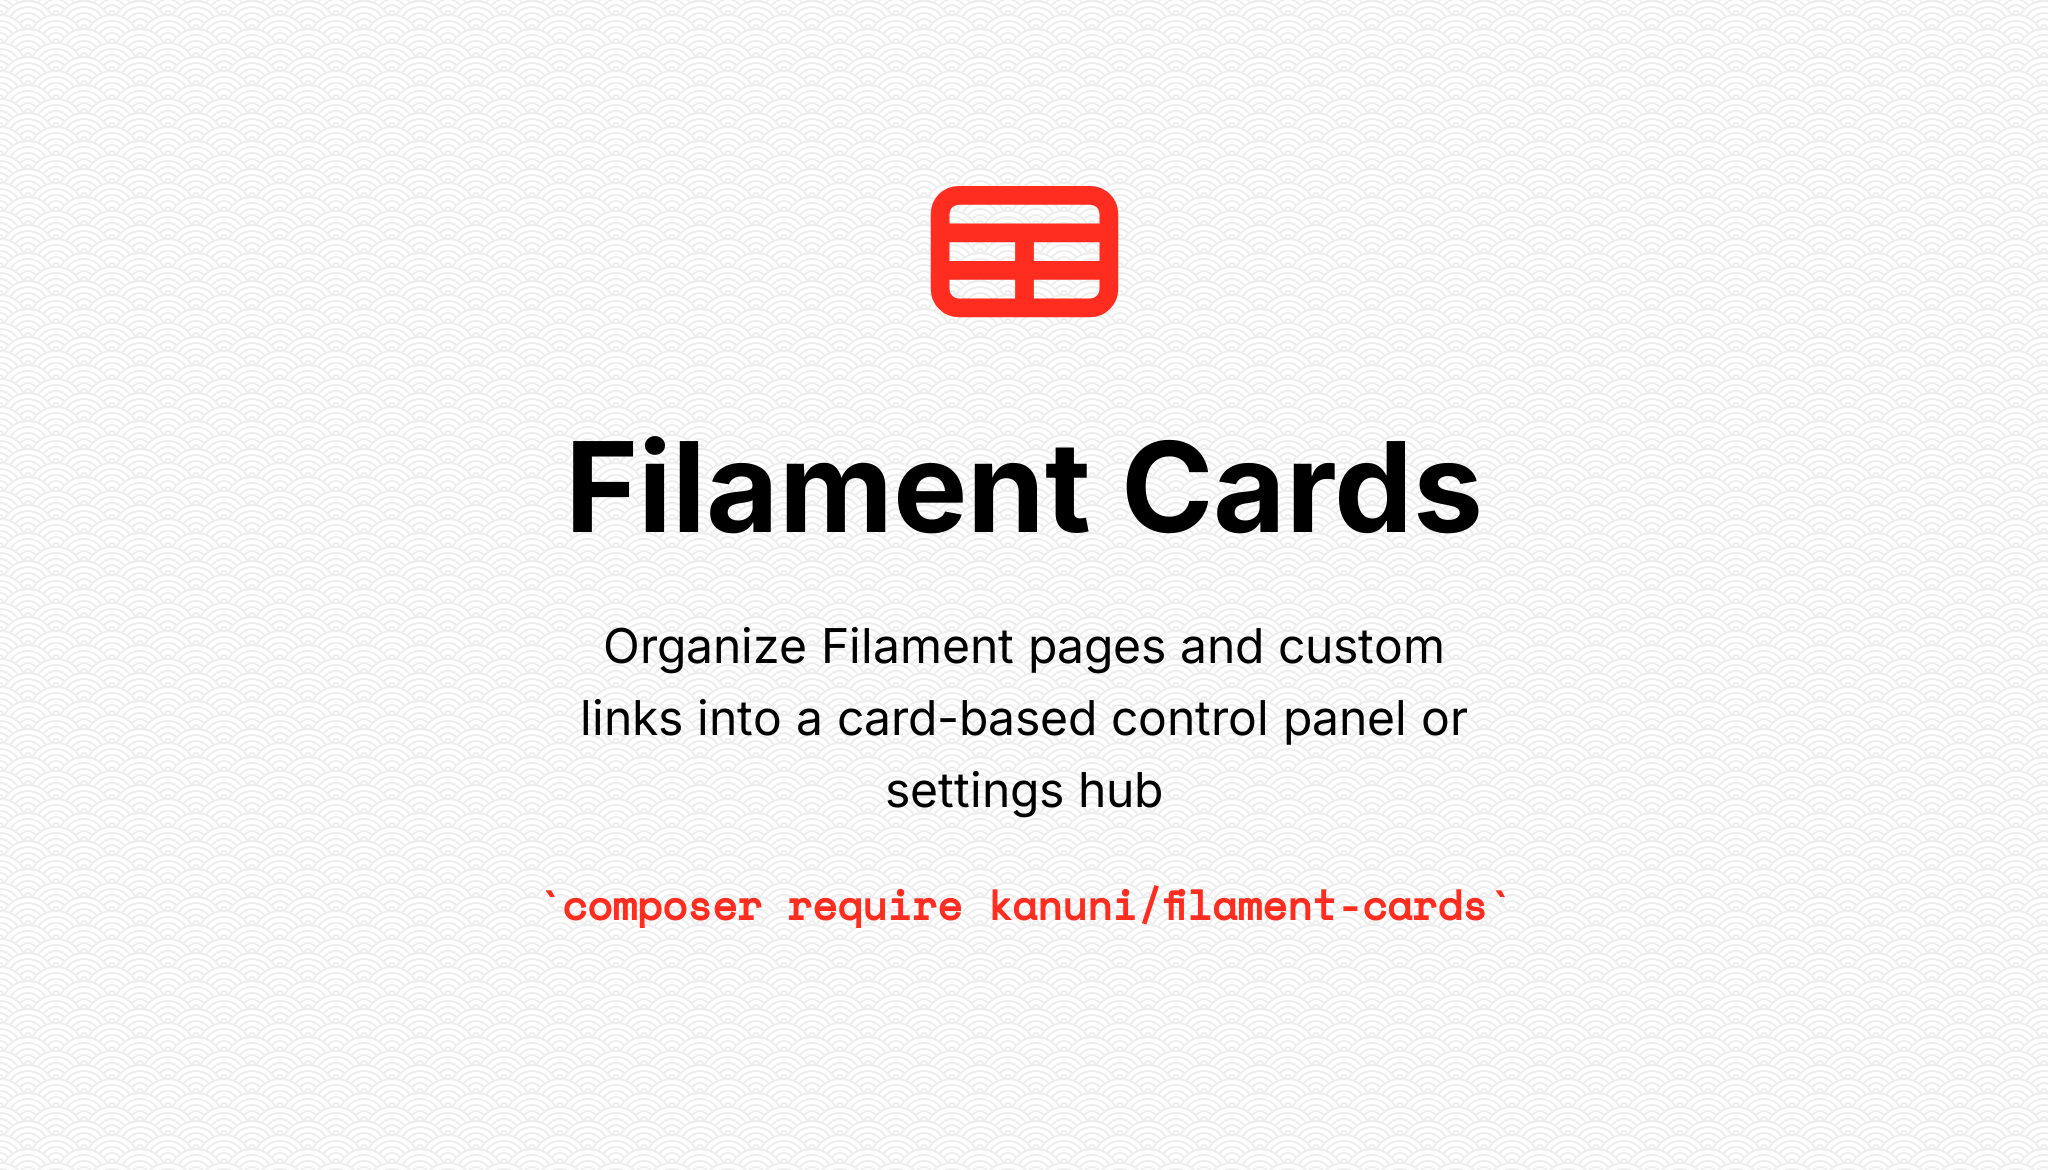 Filament Cards
Organize Filament pages and custom
links into a card-based control panel or
settings hub
`composer require kanuni/filament-cards`